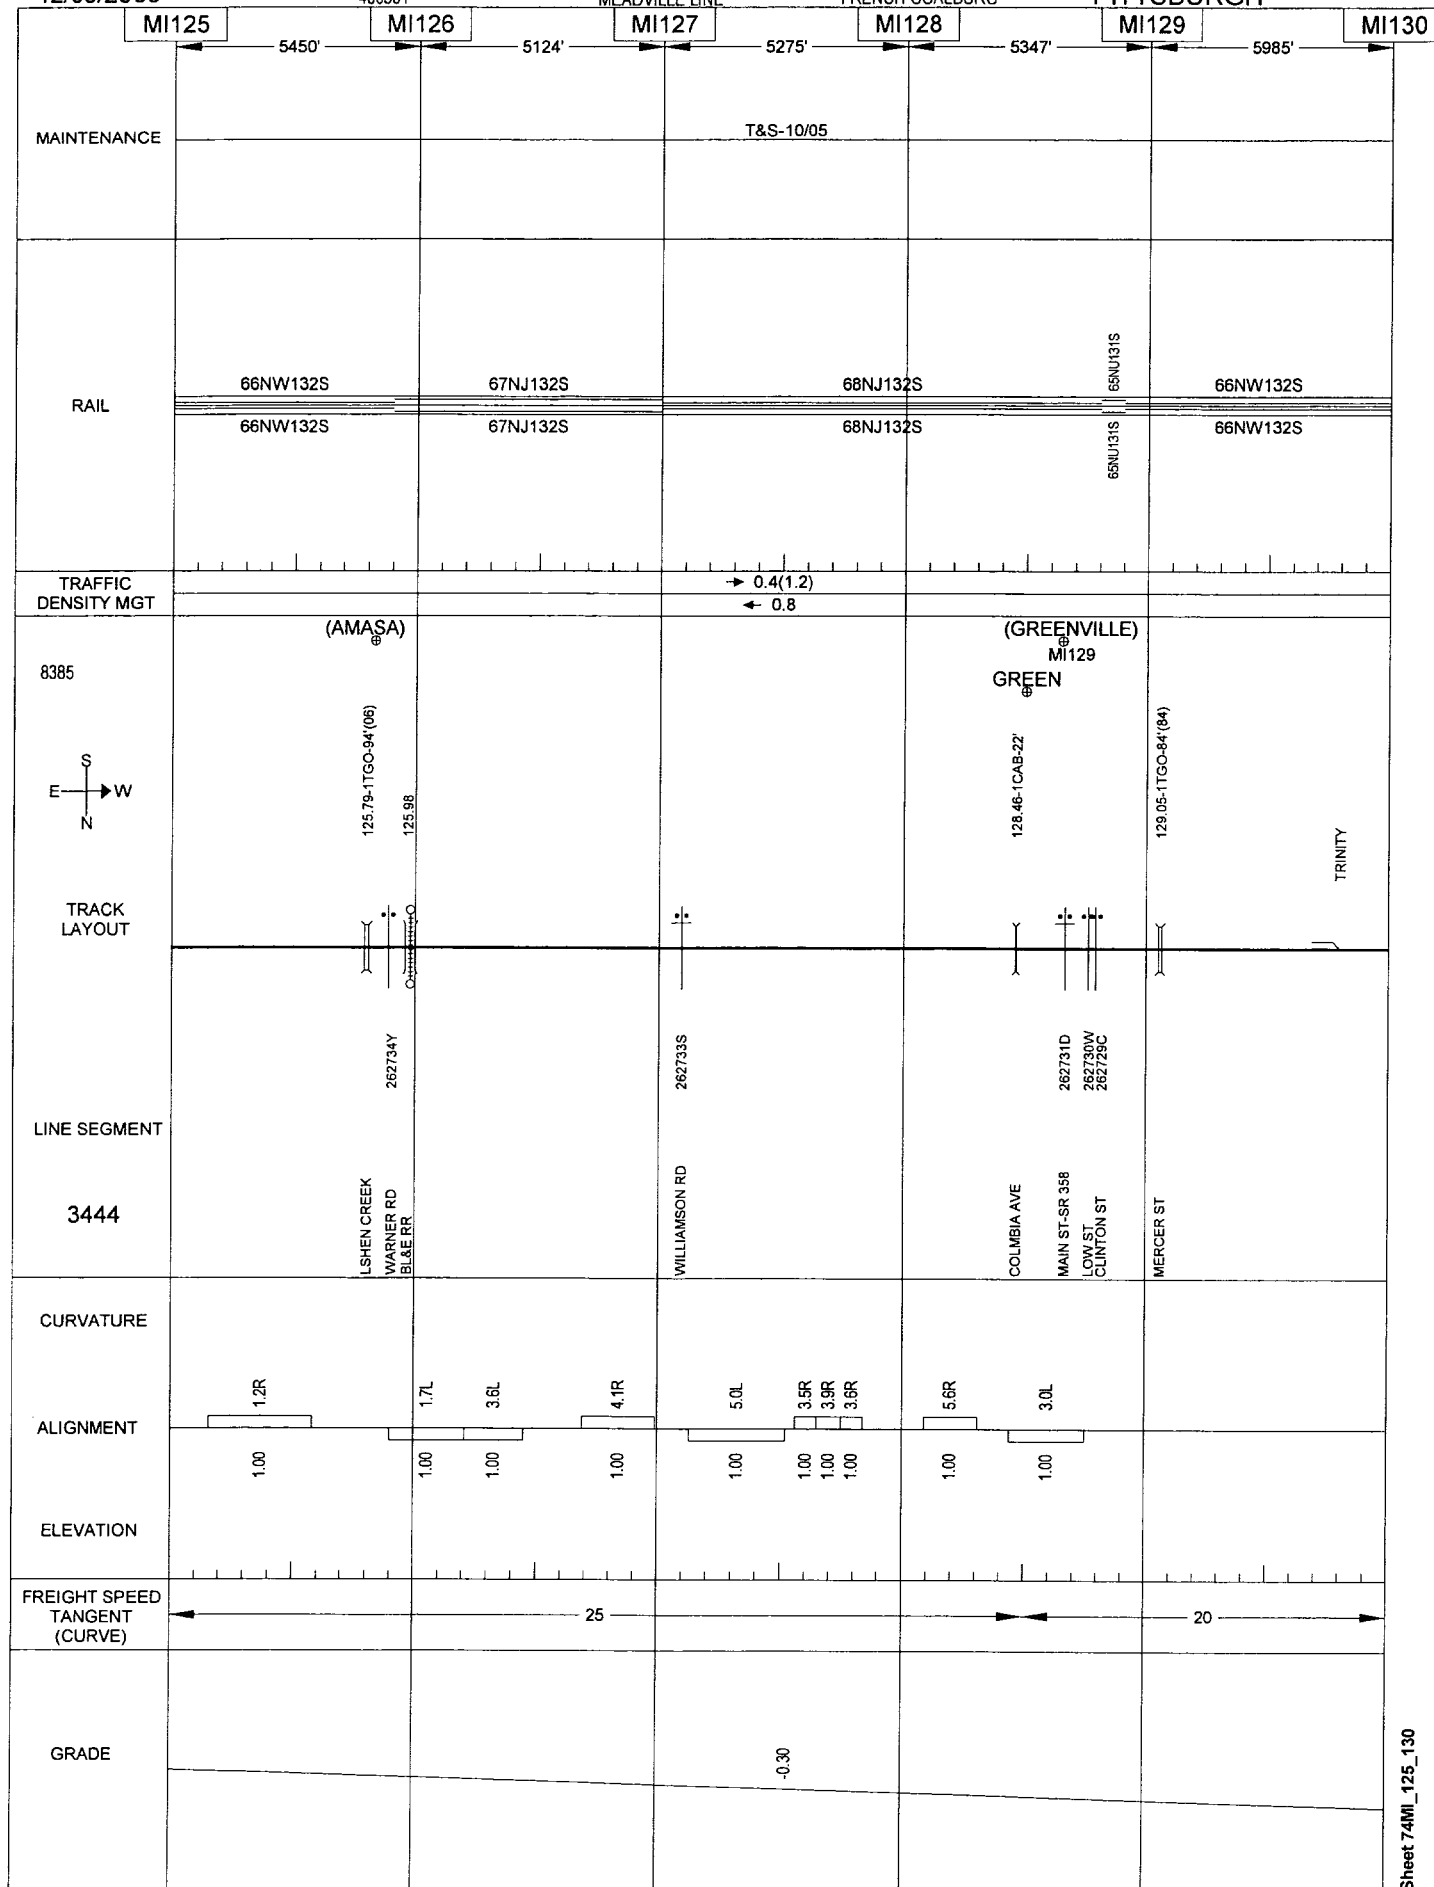 MEADVILLE LINE
PITTSBURGH
MI125 MI126 MI127 MI128 MI129 MI130
5450' 5124' 5275' 5347' 5985'
MAINTENANCE
T&S-10/05
RAIL
66NW132S 67NJ132S 68NJ132S 65NU131S 66NW132S
66NW132S 67NJ132S 68NJ132S 65NU131S 66NW132S
TRAFFIC
DENSITY MGT
→ 0.4(1.2)
← 0.8
(AMASA)
(GREENVILLE)
MI129
GREEN
8385
S
E W
N
125.79-1TGO-94'(06)
125.98
128.46-1CAB-22'
129.05-1TGO-84'(84)
TRINITY
TRACK
LAYOUT
262734Y
262733S
262731D
262730W
262729C
LINE SEGMENT
3444
LSHEN CREEK
WARNER RD
BL&E RR
WILLIAMSON RD
COLMBIA AVE
MAIN ST-SR 358
LOW ST
CLINTON ST
MERCER ST
CURVATURE
1.2R 1.7L 3.6L 4.1R 5.0L 3.5R 3.9R 3.6R 5.6R 3.0L
ALIGNMENT
1.00 1.00 1.00 1.00 1.00 1.00 1.00 1.00 1.00 1.00
ELEVATION
FREIGHT SPEED
TANGENT
(CURVE)
25
20
GRADE
-0.30
Sheet 74MI_125_130